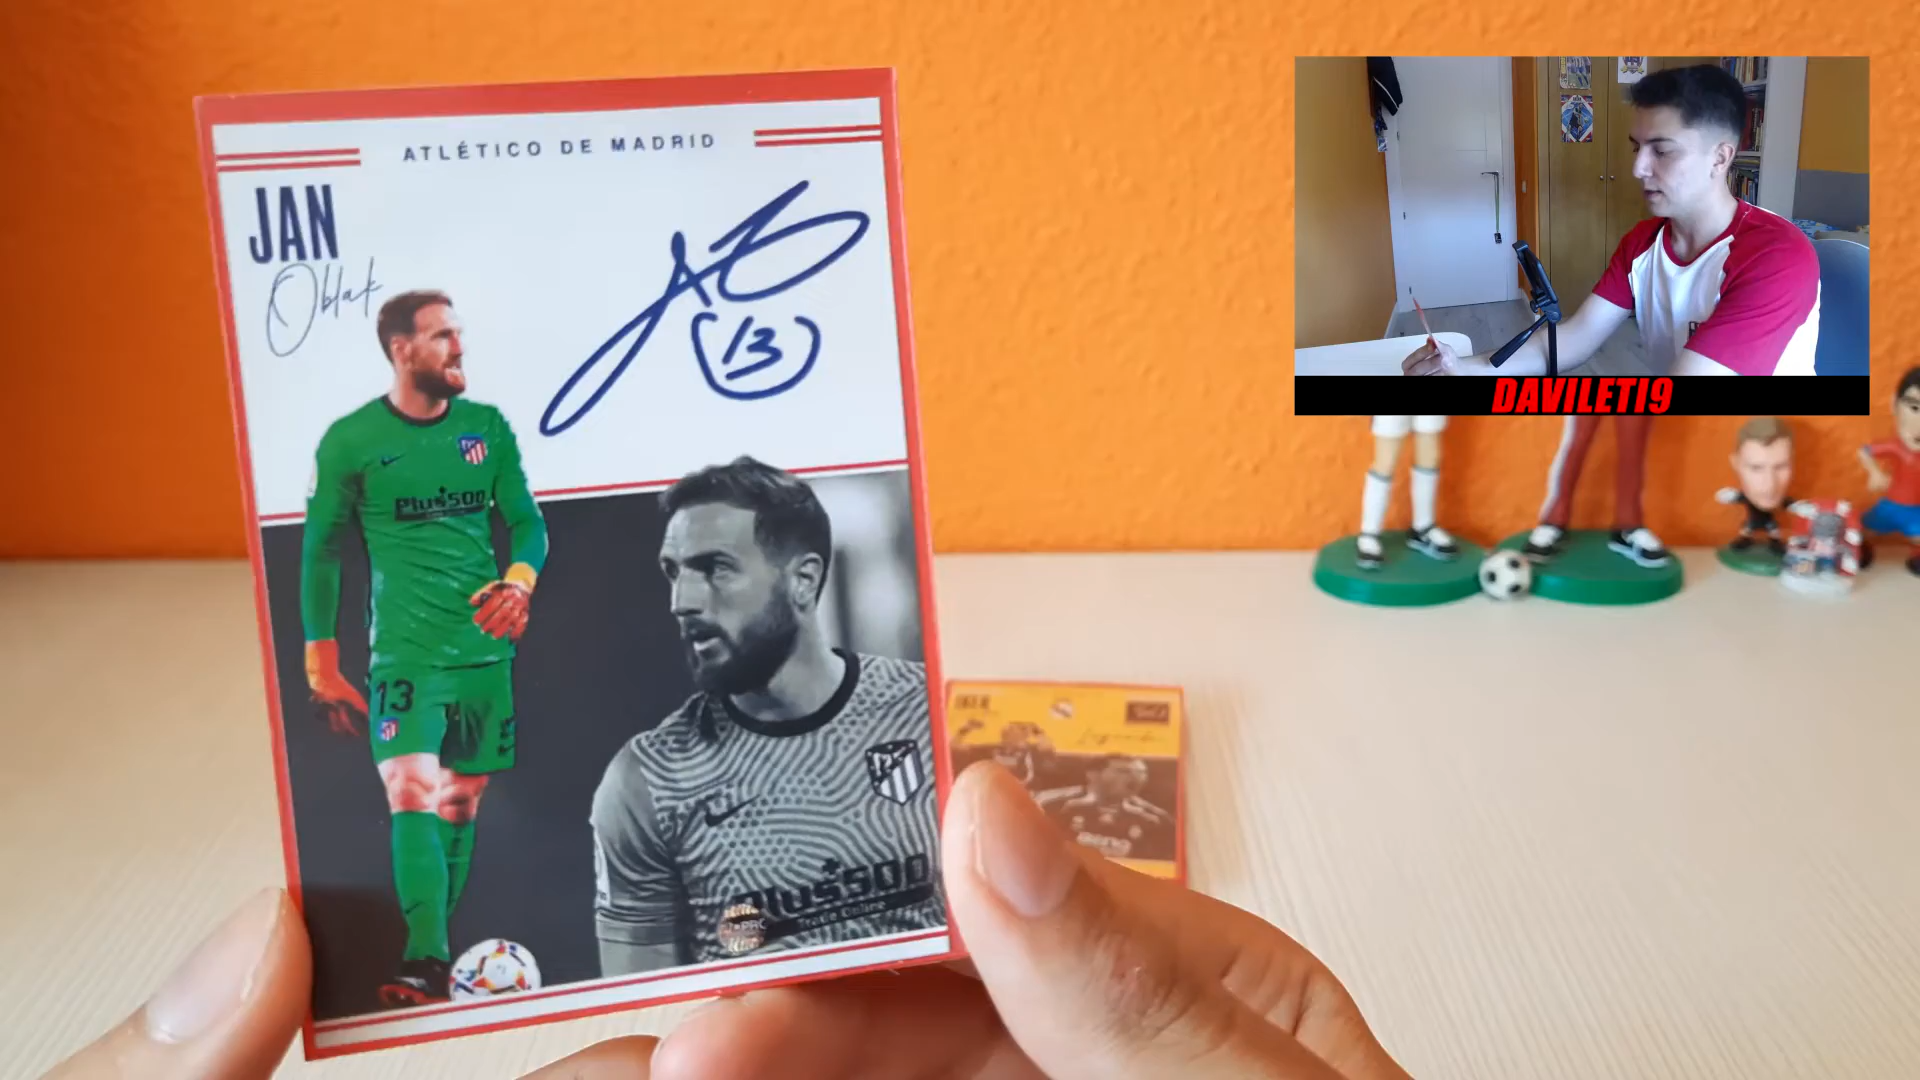 ATLÉTICO DE MADRID
JAN
Oblak
13
Plus500
13
Plus500
Trade Online
DAVILETI9